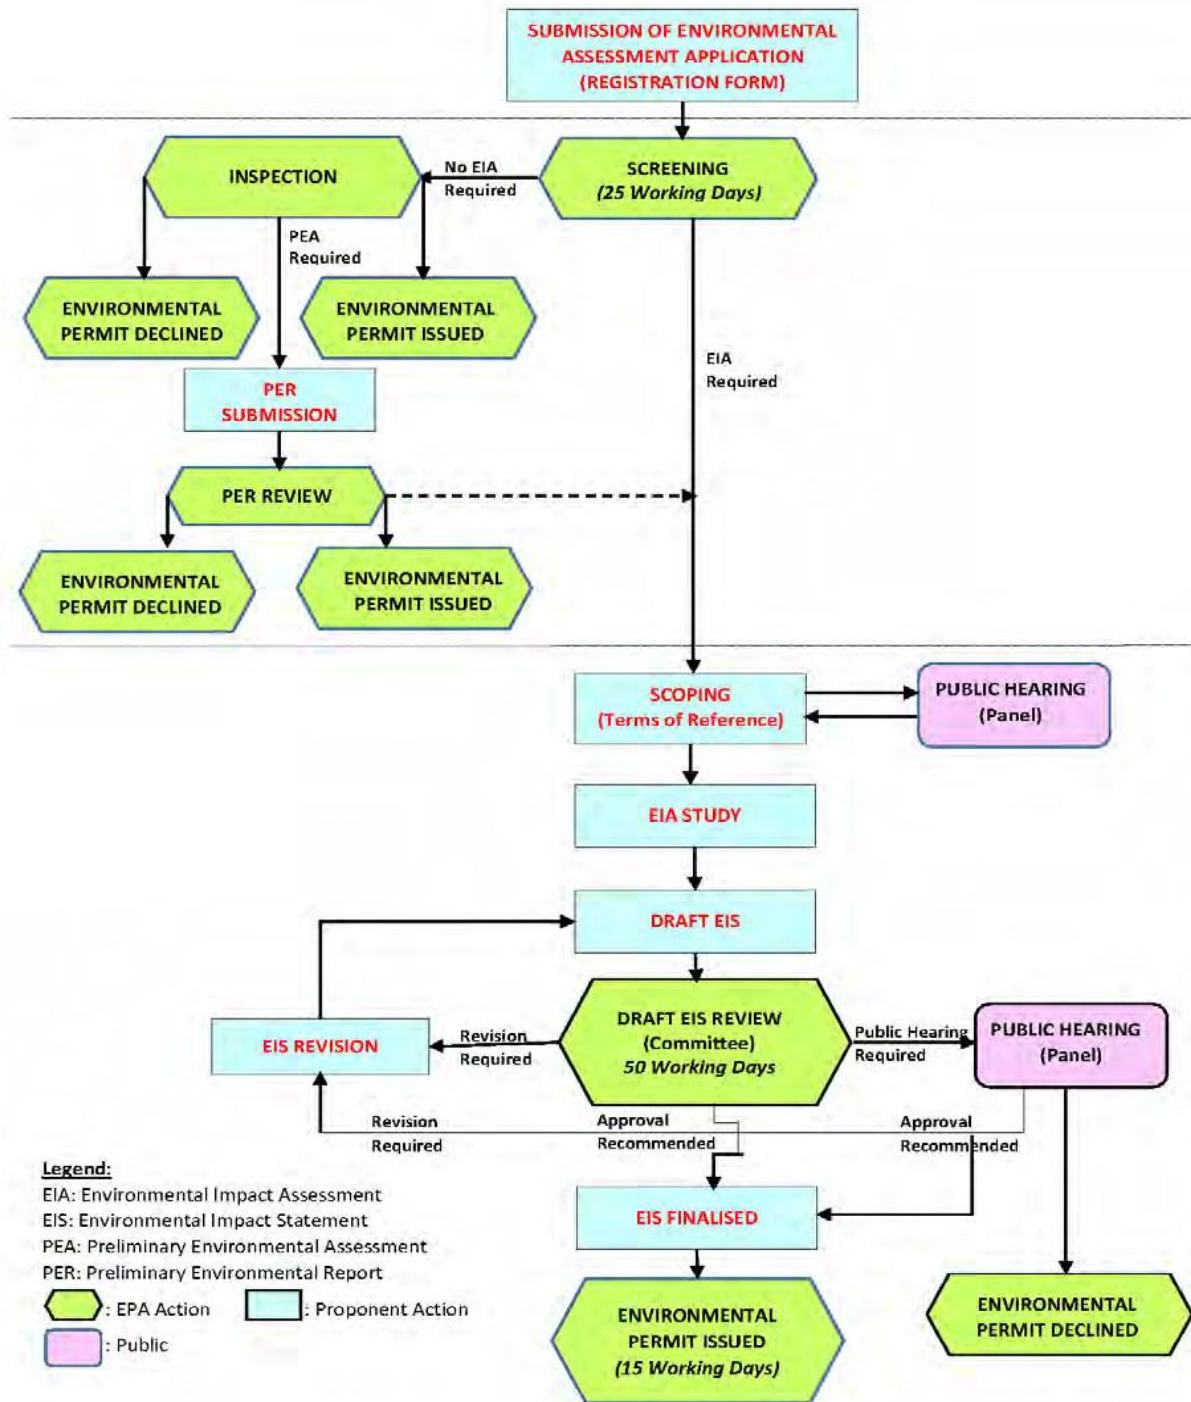 SUBMISSION OF ENVIRONMENTAL
ASSESSMENT APPLICATION
(REGISTRATION FORM)
INSPECTION
No EIA
Required
SCREENING
(25 Working Days)
PEA
Required
ENVIRONMENTAL
PERMIT DECLINED
ENVIRONMENTAL
PERMIT ISSUED
EIA
Required
PER
SUBMISSION
PER REVIEW
ENVIRONMENTAL
PERMIT DECLINED
ENVIRONMENTAL
PERMIT ISSUED
SCOPING
(Terms of Reference)
PUBLIC HEARING
(Panel)
EIA STUDY
DRAFT EIS
EIS REVISION
Revision
Required
DRAFT EIS REVIEW
(Committee)
50 Working Days
Public Hearing
Required
PUBLIC HEARING
(Panel)
Revision
Required
Approval
Recommended
Approval
Recommended
Legend:
EIA: Environmental Impact Assessment
EIS: Environmental Impact Statement
PEA: Preliminary Environmental Assessment
PER: Preliminary Environmental Report
: EPA Action
: Proponent Action
: Public
EIS FINALISED
ENVIRONMENTAL
PERMIT ISSUED
(15 Working Days)
ENVIRONMENTAL
PERMIT DECLINED